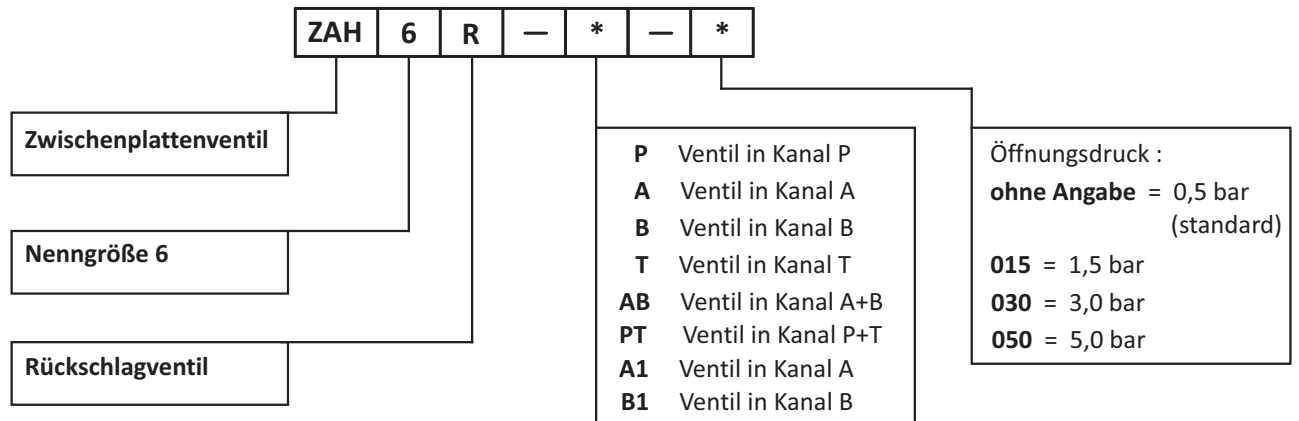 ZAH 6 R — * — *
Zwischenplattenventil
Nenngröße 6
Rückschlagventil
P Ventil in Kanal P
A Ventil in Kanal A
B Ventil in Kanal B
T Ventil in Kanal T
AB Ventil in Kanal A+B
PT Ventil in Kanal P+T
A1 Ventil in Kanal A
B1 Ventil in Kanal B
Öffnungsdruck :
ohne Angabe = 0,5 bar
(standard)
015 = 1,5 bar
030 = 3,0 bar
050 = 5,0 bar